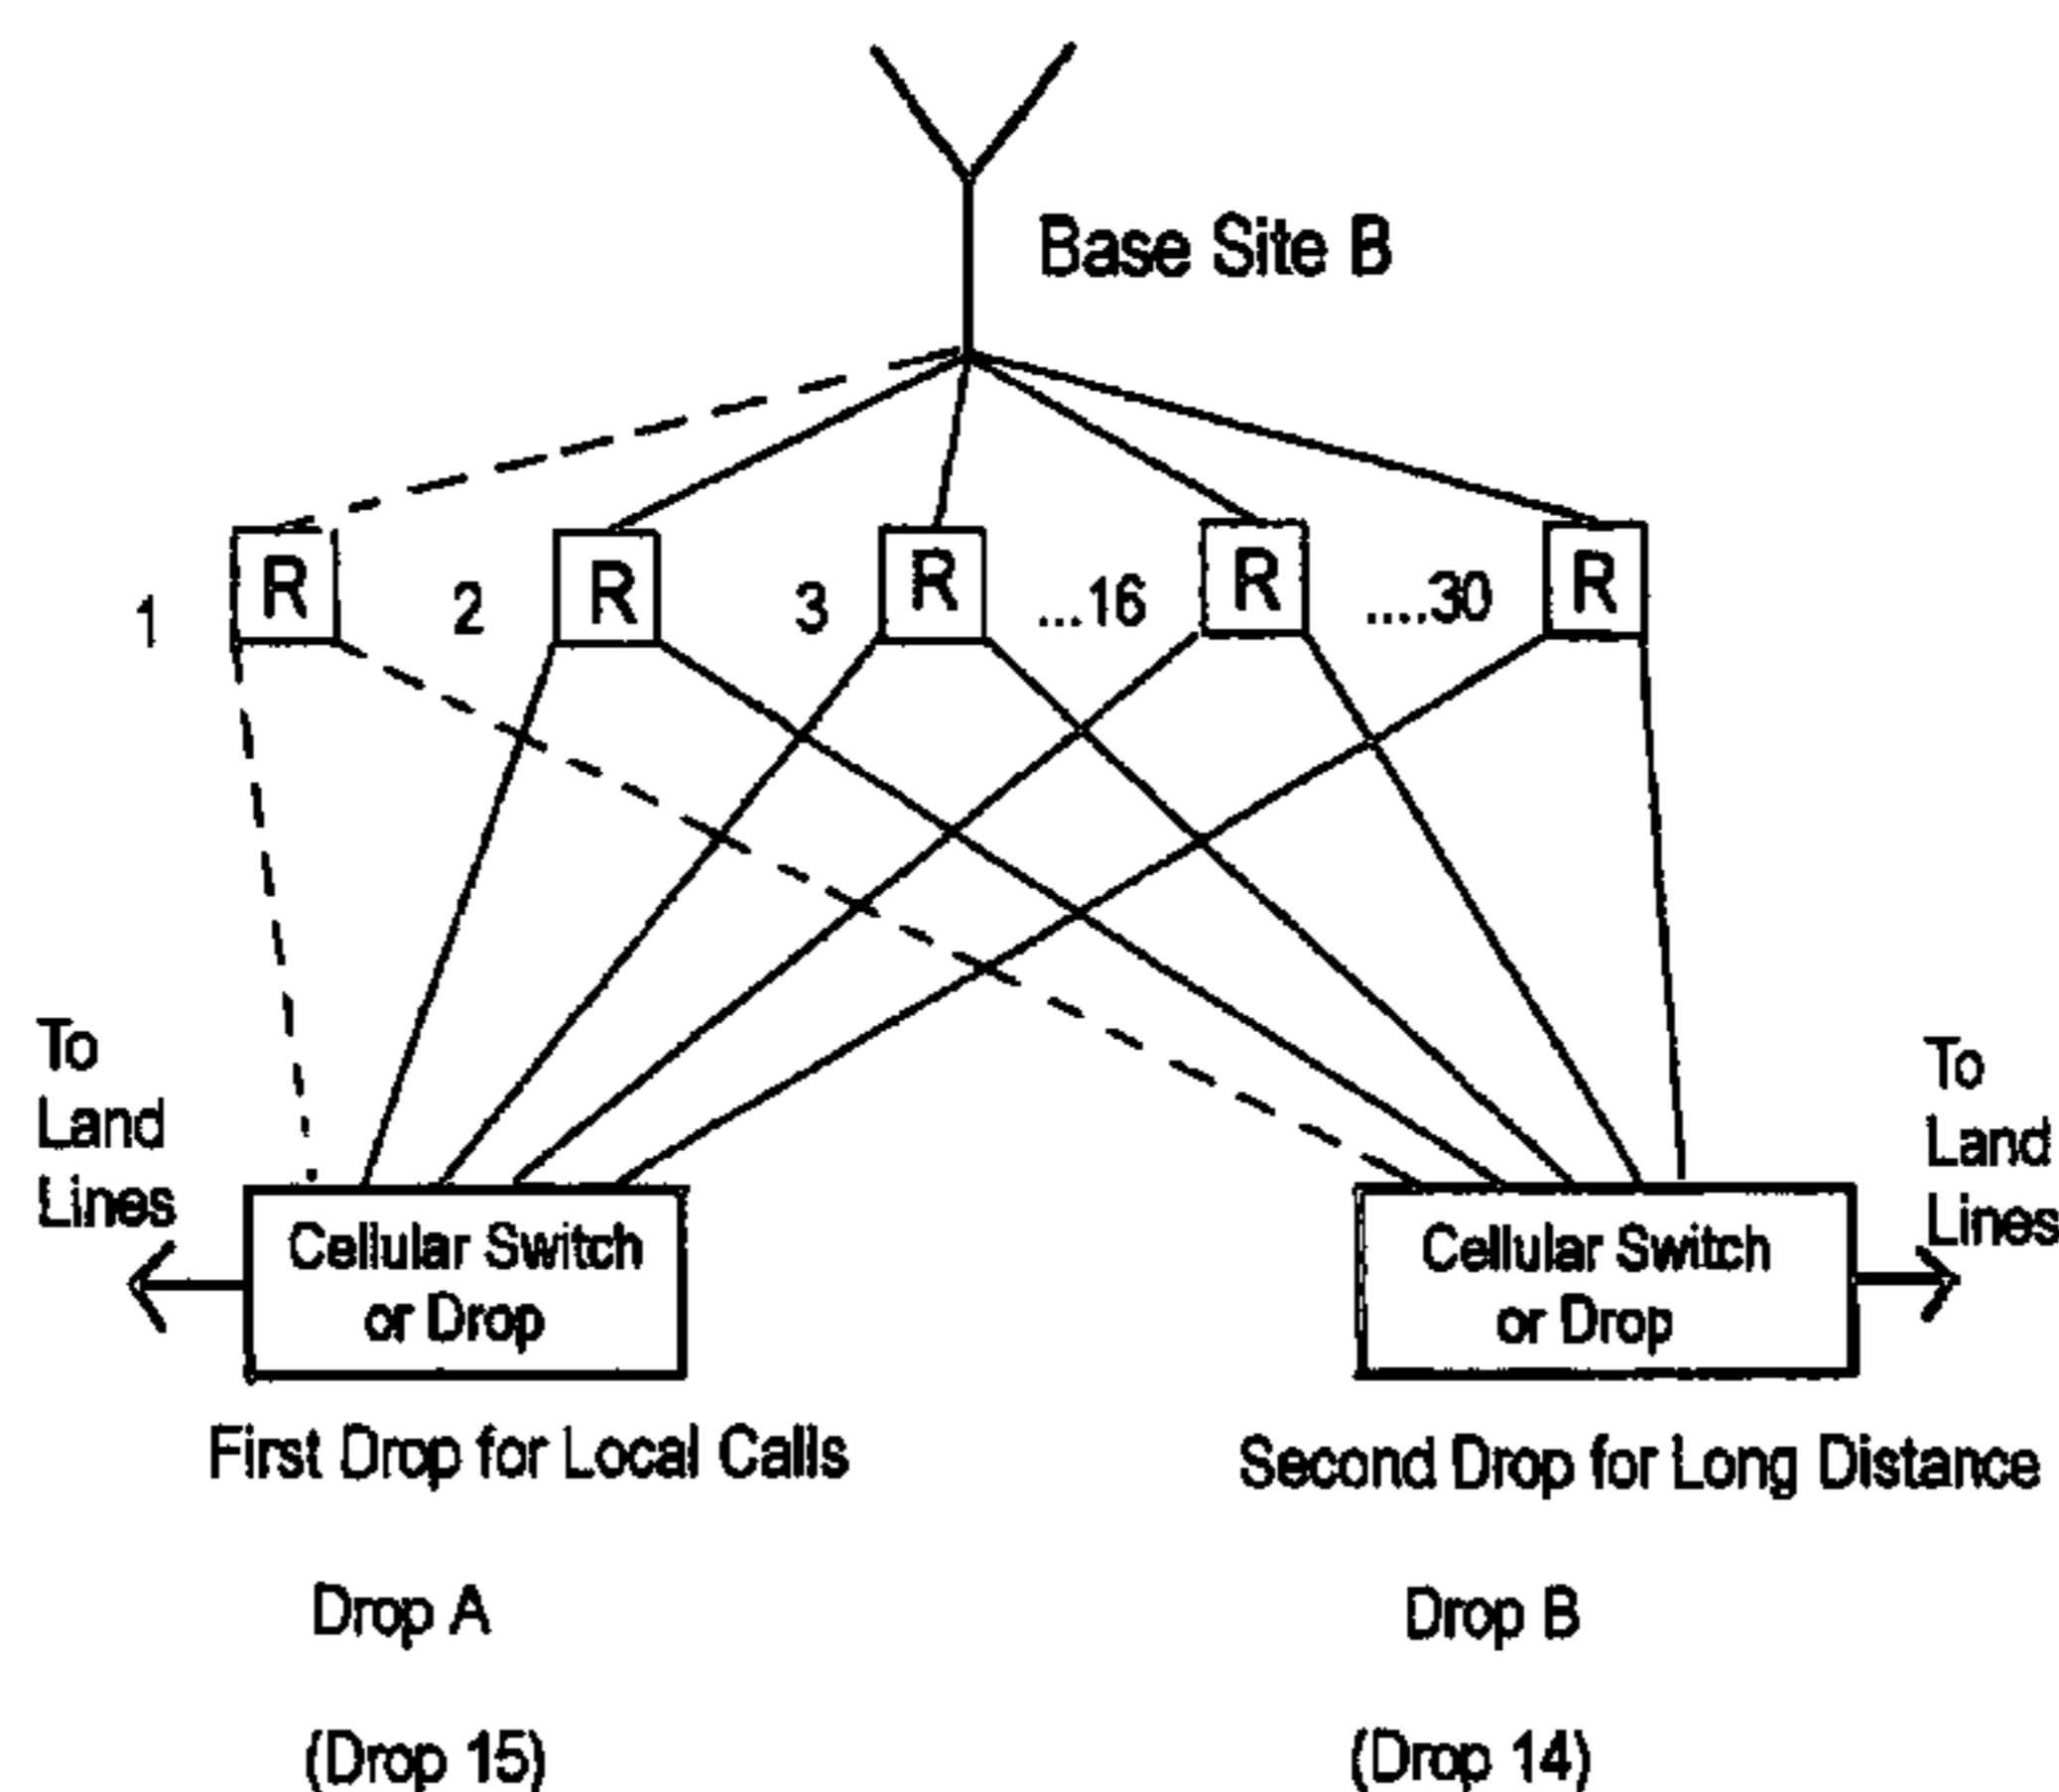 Base Site B
1 R 2 R 3 R ...16 R ....30 R
To
Land
Lines
To
Land
Lines
Cellular Switch
or Drop
Cellular Switch
or Drop
First Drop for Local Calls
Second Drop for Long Distance
Drop A
Drop B
(Drop 15)
(Drop 14)